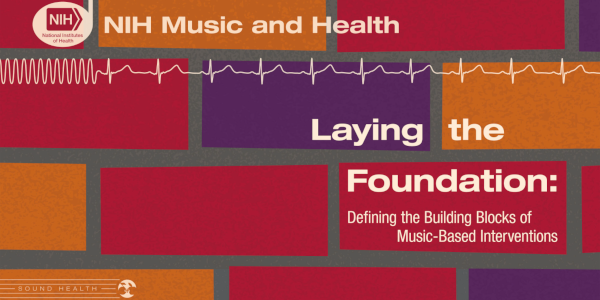 NIH
National Institutes
of Health
NIH Music and Health
Laying the
Foundation:
Defining the Building Blocks of
Music-Based Interventions
SOUND HEALTH